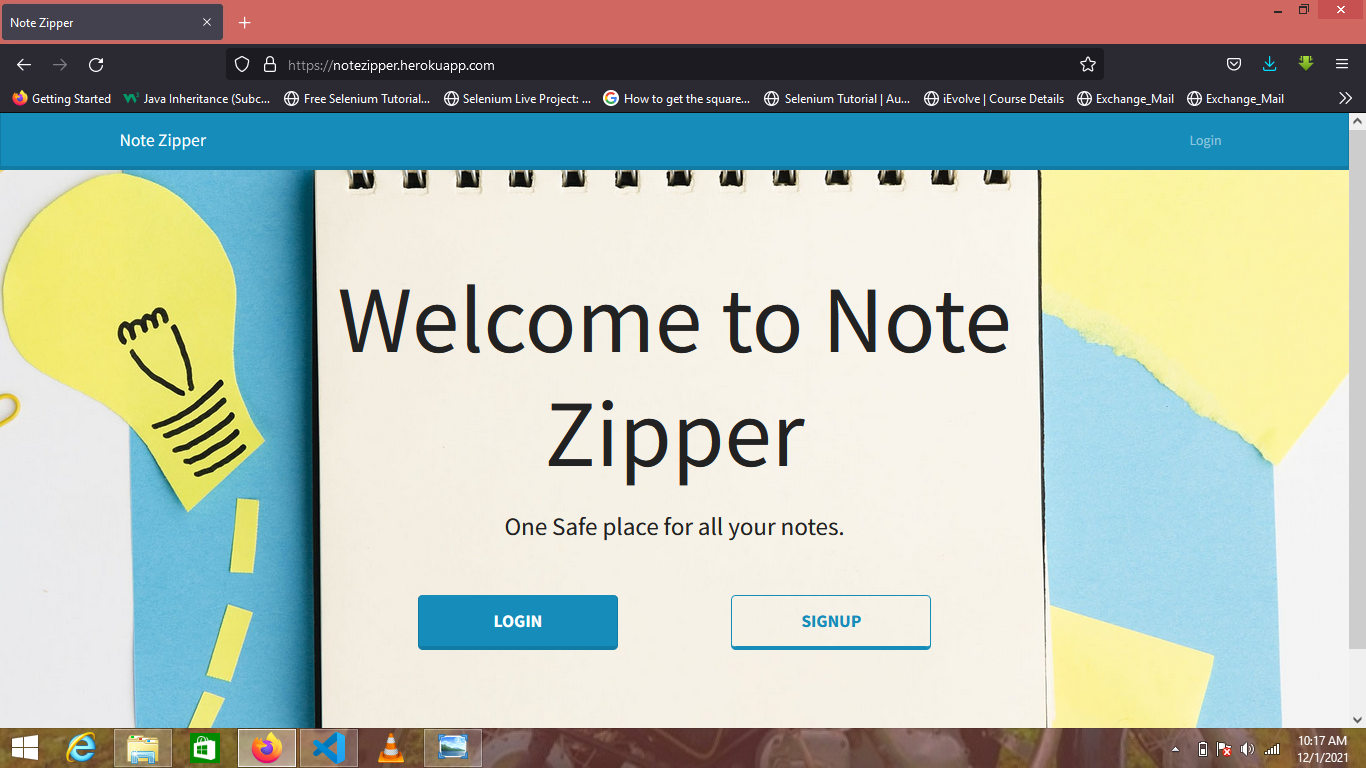 Note Zipper
https://notezipper.herokuapp.com
Getting Started
Java Inheritance (Subc...
Free Selenium Tutorial...
Selenium Live Project: ...
How to get the square...
Selenium Tutorial | Au...
iEvolve | Course Details
Exchange_Mail
Exchange_Mail
Note Zipper
Login
Welcome to Note
Zipper
One Safe place for all your notes.
LOGIN
SIGNUP
10:17 AM
12/1/2021